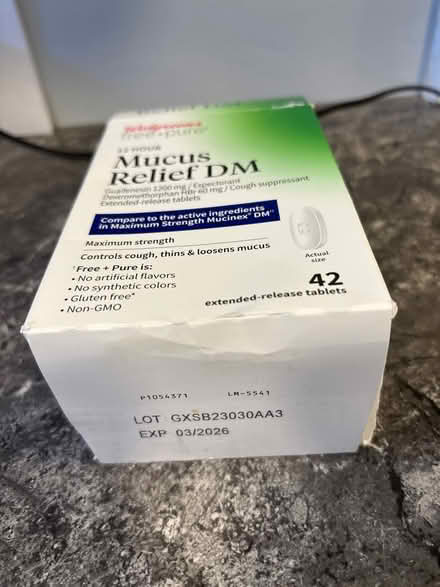 Walgreens
free + pure®
12 HOUR
Mucus
Relief DM
Guaifenesin 1200 mg / Expectorant
Dextromethorphan HBr 60 mg / Cough suppressant
Extended-release tablets
Compare to the active ingredients
in Maximum Strength Mucinex® DM††
Maximum strength
Controls cough, thins & loosens mucus
†Free + Pure is:
• No artificial flavors
• No synthetic colors
• Gluten free*
• Non-GMO
Actual
size
42
extended-release tablets
P1054371 LM-5541
LOT GXSB23030AA3
EXP 03/2026